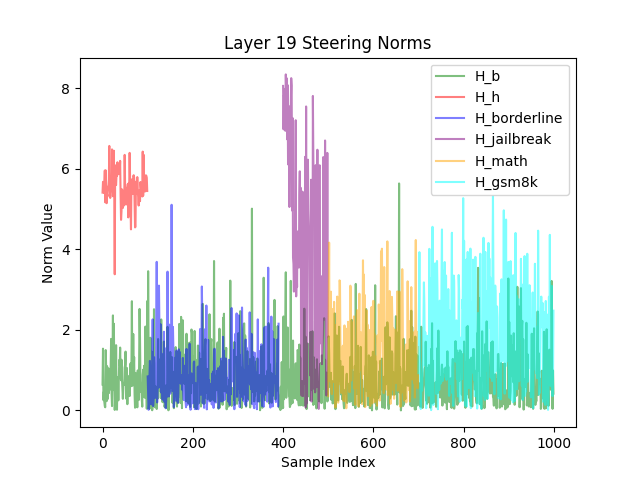 Layer 19 Steering Norms
H_b
H_h
H_borderline
H_jailbreak
H_math
H_gsm8k
Norm Value
8
6
4
2
0
0
200
400
600
800
1000
Sample Index